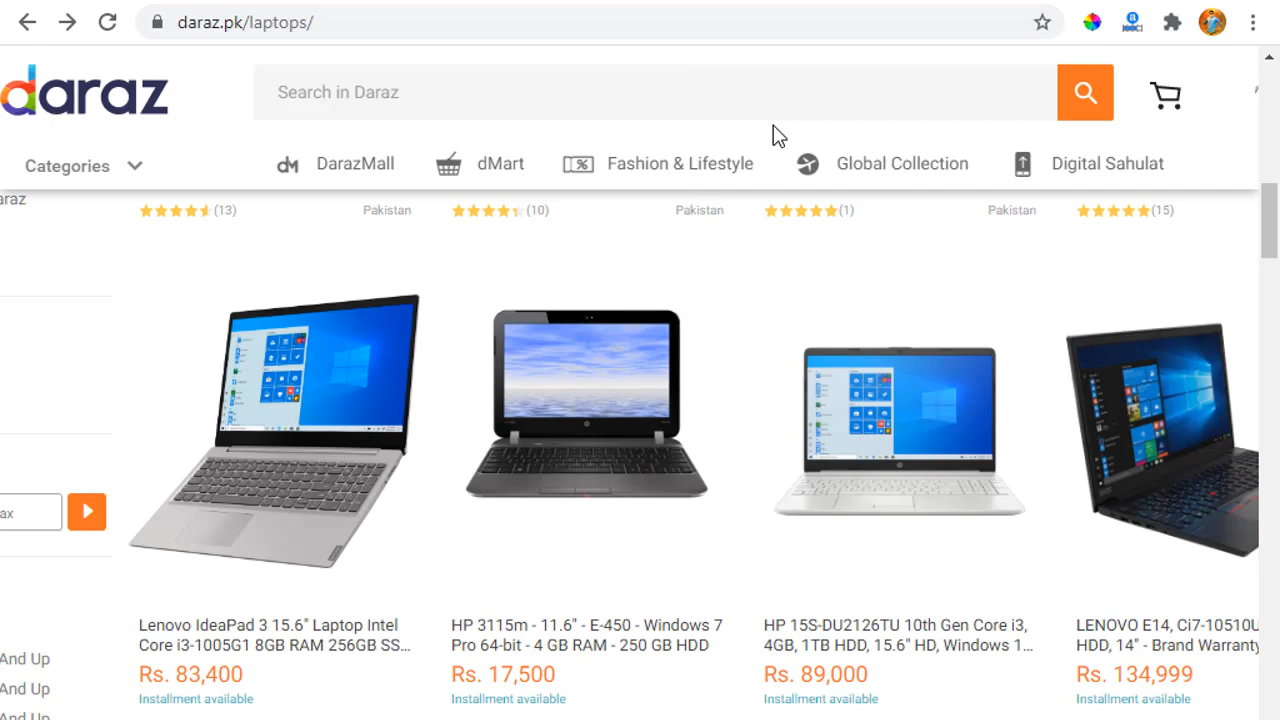 daraz.pk/laptops/
daraz
Search in Daraz
Categories
DarazMall
dMart
Fashion & Lifestyle
Global Collection
Digital Sahulat
araz
(13)
Pakistan
(10)
Pakistan
(1)
Pakistan
(15)
ax
Lenovo IdeaPad 3 15.6" Laptop Intel
Core i3-1005G1 8GB RAM 256GB SS...
Rs. 83,400
Installment available
HP 3115m - 11.6" - E-450 - Windows 7
Pro 64-bit - 4 GB RAM - 250 GB HDD
Rs. 17,500
Installment available
HP 15S-DU2126TU 10th Gen Core i3,
4GB, 1TB HDD, 15.6" HD, Windows 1...
Rs. 89,000
Installment available
LENOVO E14, Ci7-10510U
HDD, 14" - Brand Warranty
Rs. 134,999
Installment available
And Up
And Up
And Up